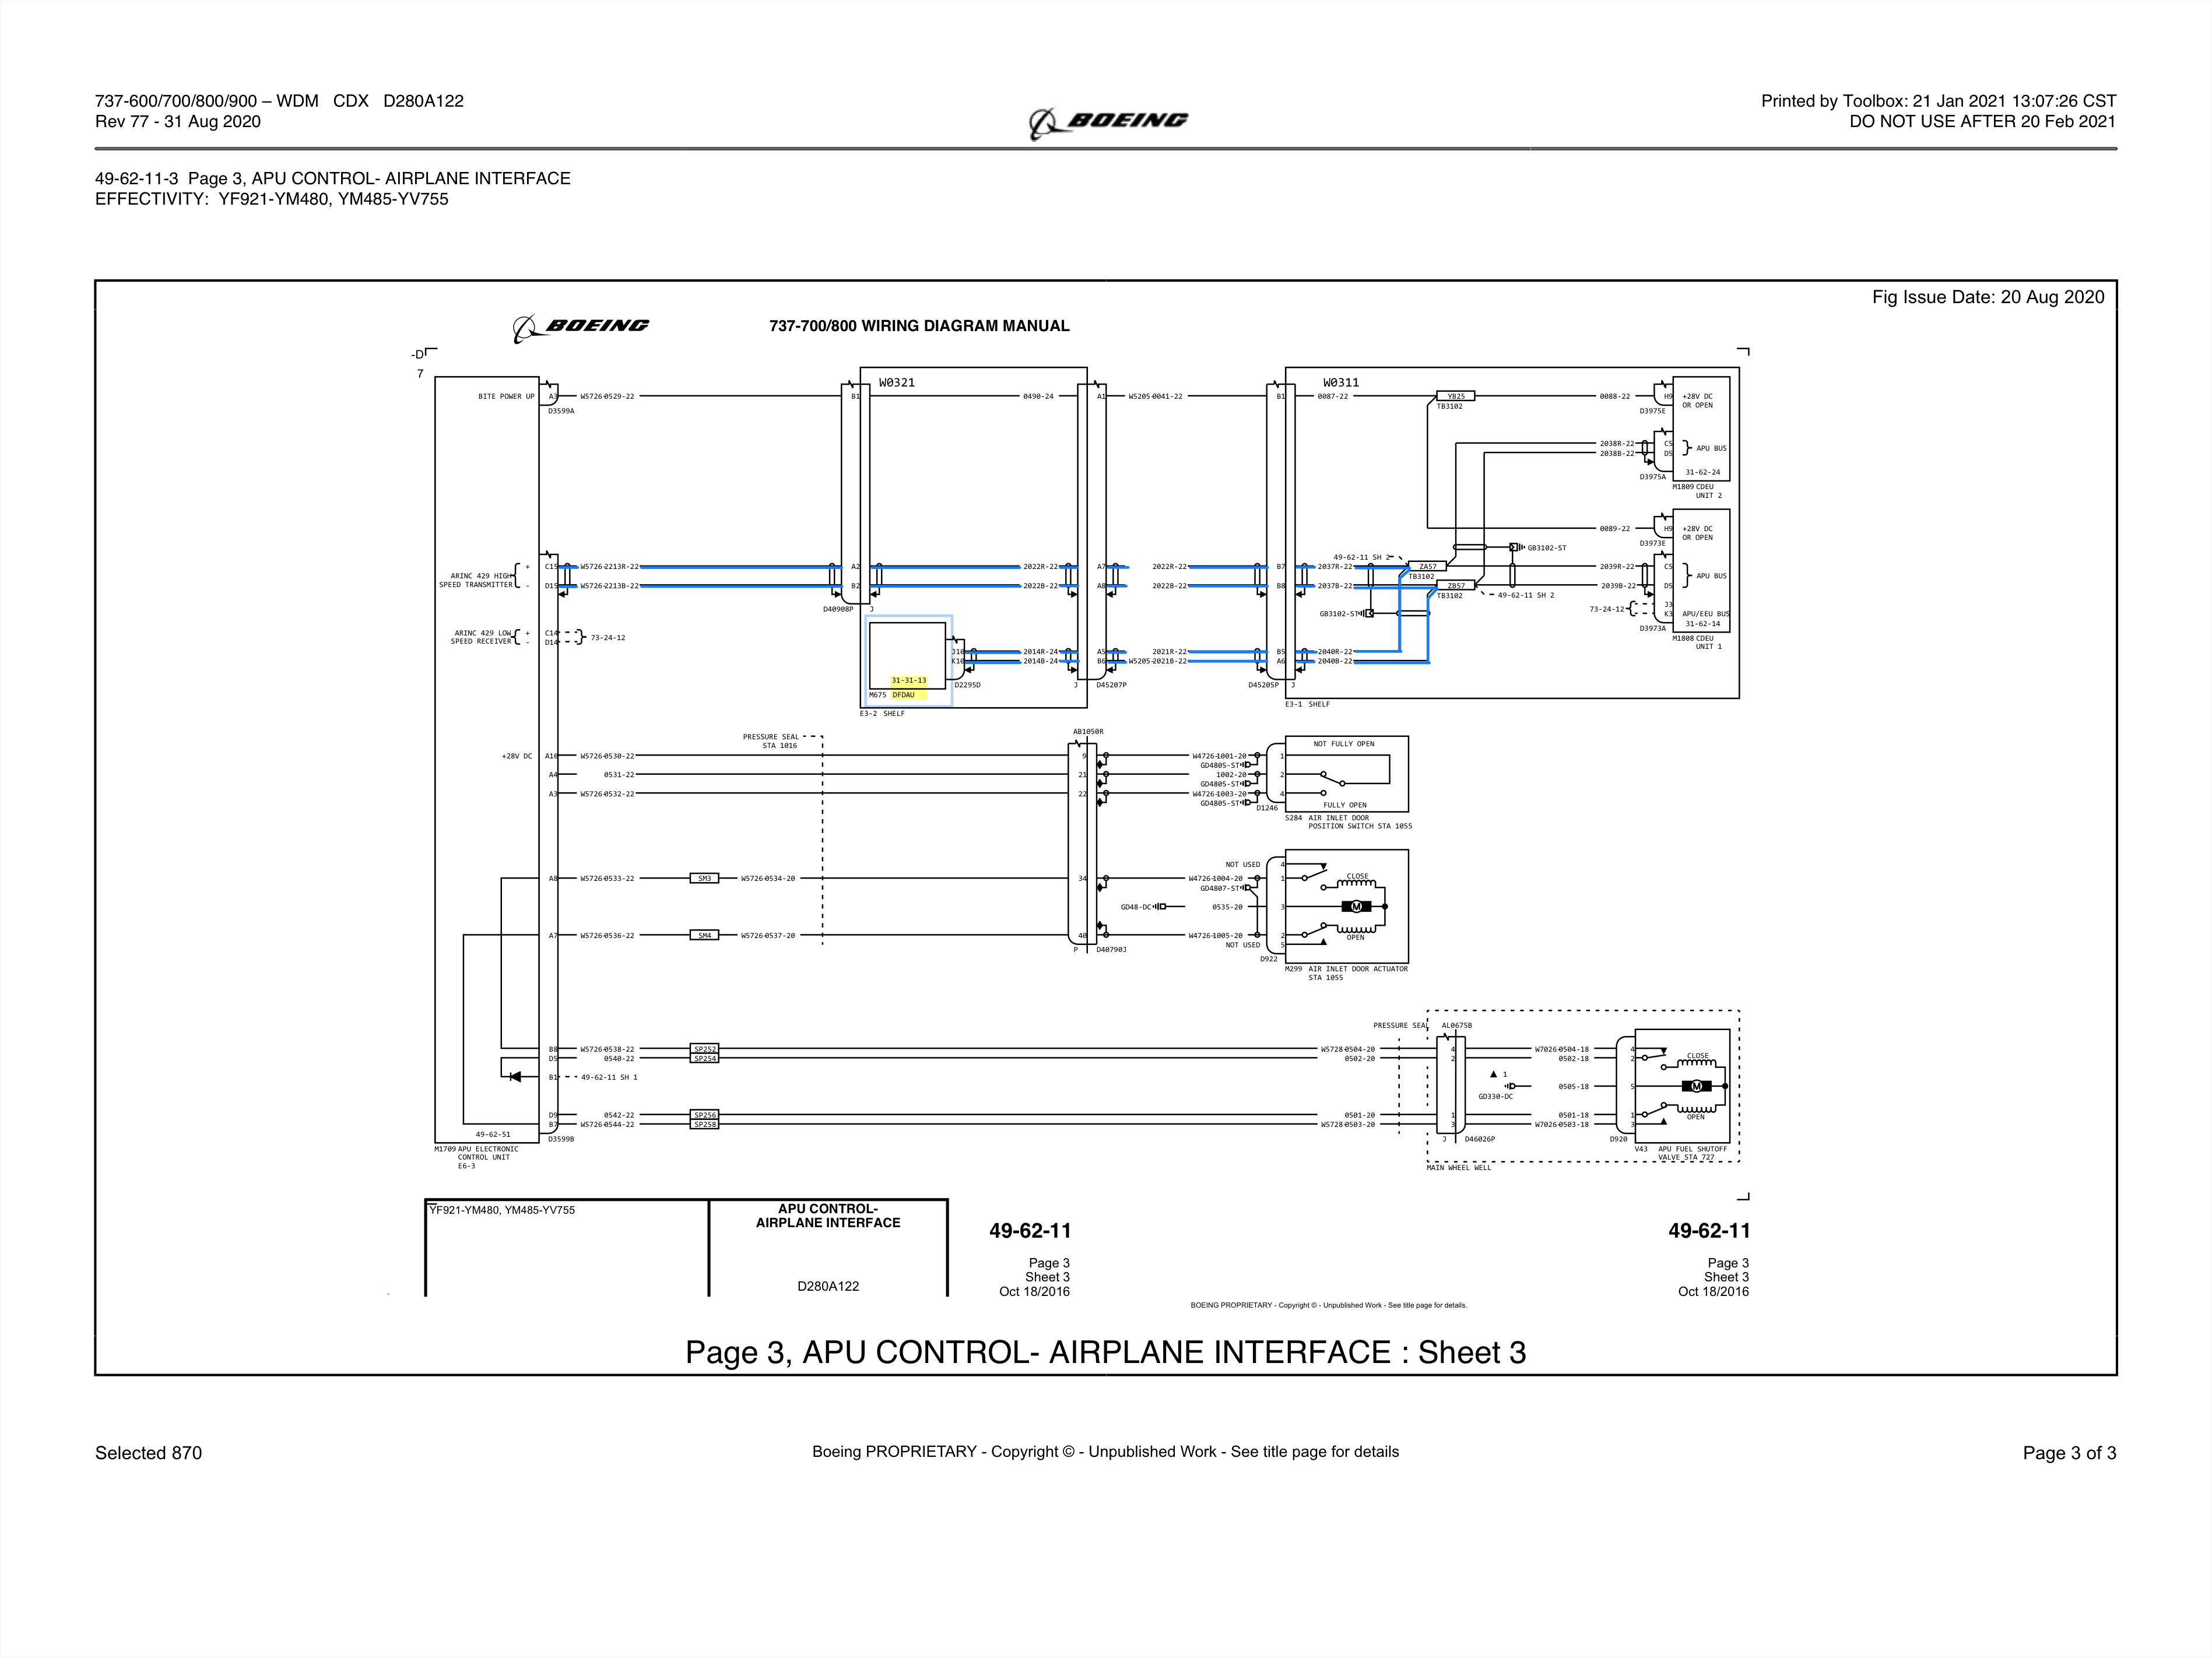 737-600/700/800/900 – WDM CDX D280A122
Rev 77 - 31 Aug 2020
BOEING
Printed by Toolbox: 21 Jan 2021 13:07:26 CST
DO NOT USE AFTER 20 Feb 2021
49-62-11-3 Page 3, APU CONTROL- AIRPLANE INTERFACE
EFFECTIVITY: YF921-YM480, YM485-YV755
Fig Issue Date: 20 Aug 2020
BOEING
737-700/800 WIRING DIAGRAM MANUAL
-D
7
W0321
W0311
BITE POWER UP A3 W5726-0529-22 B1 0490-24 A1 W5205-0041-22 B1 0087-22 YB25 0088-22 H9 +28V DC
OR OPEN
D3599A
TB3102
D3975E
2038R-22 C5
2038B-22 D5
APU BUS
31-62-24
D3975A
M1809 CDEU
UNIT 2
0089-22 H9 +28V DC
OR OPEN
D3973E
GB3102-ST
49-62-11 SH 2
ARINC 429 HIGH
SPEED TRANSMITTER
+ C15 W5726-2213R-22 A2 2022R-22 A7 2022R-22 B7 2037R-22 ZA57 2039R-22 C5
TB3102
APU BUS
- D15 W5726-2213B-22 B2 2022B-22 A8 2022B-22 B8 2037B-22 ZB57 2039B-22 D5
TB3102
49-62-11 SH 2
D40908P J
GB3102-ST
73-24-12
J3
K3
APU/EEU BUS
31-62-14
D3973A
M1808 CDEU
UNIT 1
ARINC 429 LOW
SPEED RECEIVER
+ C14
- D14
73-24-12
J10 2014R-24 A5 2021R-22 B5 2040R-22
K10 2014B-24 B6 W5205-2021B-22 A6 2040B-22
31-31-13
M675 DFDAU
D2295D
J D45207P
D45205P J
E3-2 SHELF
E3-1 SHELF
PRESSURE SEAL
STA 1016
AB1050R
NOT FULLY OPEN
+28V DC A10 W5726-0530-22 9 W4726-1001-20 1
GD4805-ST
A4 0531-22 21 1002-20 2
GD4805-ST
A3 W5726-0532-22 22 W4726-1003-20 4
GD4805-ST
D1246
FULLY OPEN
S284 AIR INLET DOOR
POSITION SWITCH STA 1055
NOT USED 4
A8 W5726-0533-22 SM3 W5726-0534-20 34 W4726-1004-20 1
CLOSE
GD4807-ST
GD48-DC 0535-20 3
M
A7 W5726-0536-22 SM4 W5726-0537-20 40 W4726-1005-20 2
OPEN
NOT USED 5
P D40790J
D922
M299 AIR INLET DOOR ACTUATOR
STA 1055
PRESSURE SEAL
AL0675B
B8 W5726-0538-22 SP252 W5728-0504-20 4 W7026-0504-18 4
D5 0540-22 SP254 0502-20 2 0502-18 2
CLOSE
B1 49-62-11 SH 1
1
0505-18 5
M
GD330-DC
D9 0542-22 SP256 0501-20 1 0501-18 1
OPEN
B7 W5726-0544-22 SP258 W5728-0503-20 3 W7026-0503-18 3
49-62-51
D3599B
J D46026P
D920
M1709 APU ELECTRONIC
CONTROL UNIT
E6-3
V43 APU FUEL SHUTOFF
VALVE STA 727
MAIN WHEEL WELL
YF921-YM480, YM485-YV755
APU CONTROL-
AIRPLANE INTERFACE
D280A122
49-62-11
Page 3
Sheet 3
Oct 18/2016
49-62-11
Page 3
Sheet 3
Oct 18/2016
BOEING PROPRIETARY - Copyright © - Unpublished Work - See title page for details.
Page 3, APU CONTROL- AIRPLANE INTERFACE : Sheet 3
Selected 870
Boeing PROPRIETARY - Copyright © - Unpublished Work - See title page for details
Page 3 of 3